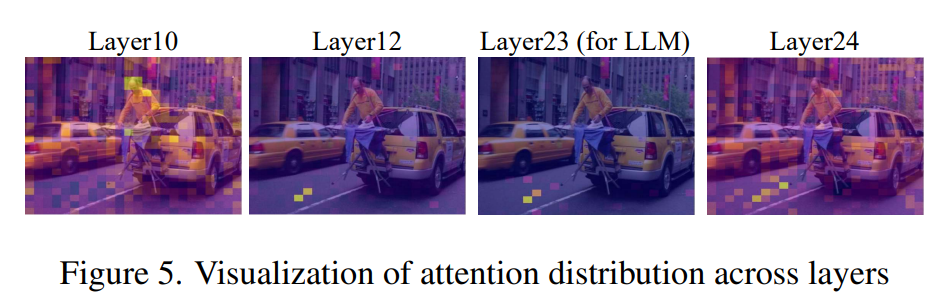 Layer10 Layer12 Layer23 (for LLM) Layer24
Figure 5. Visualization of attention distribution across layers